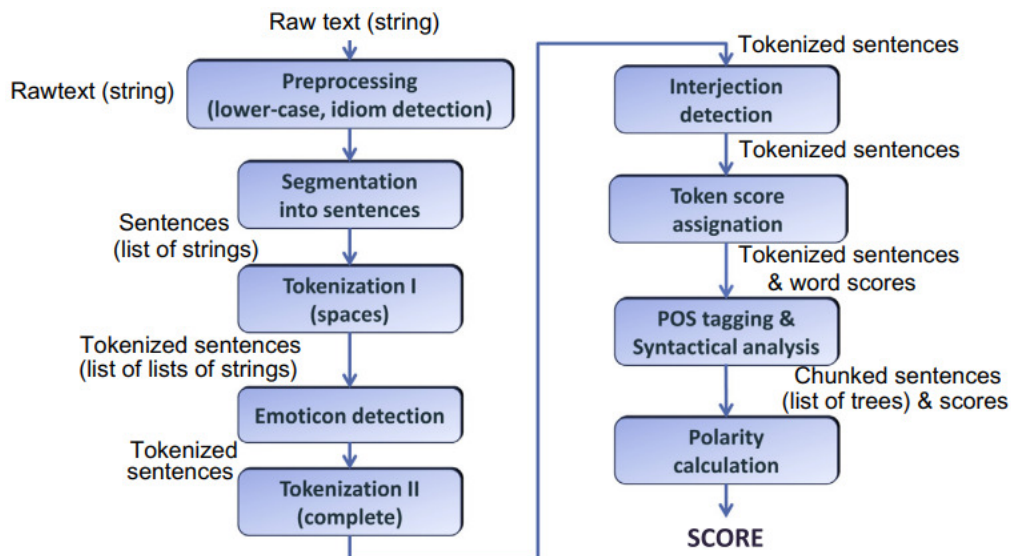 Raw text (string)
Preprocessing
(lower-case, idiom detection)
Rawtext (string)
Segmentation
into sentences
Sentences
(list of strings)
Tokenization I
(spaces)
Tokenized sentences
(list of lists of strings)
Emoticon detection
Tokenized
sentences
Tokenization II
(complete)
Tokenized sentences
Interjection
detection
Tokenized sentences
Token score
assignation
Tokenized sentences
& word scores
POS tagging &
Syntactical analysis
Chunked sentences
(list of trees) & scores
Polarity
calculation
SCORE